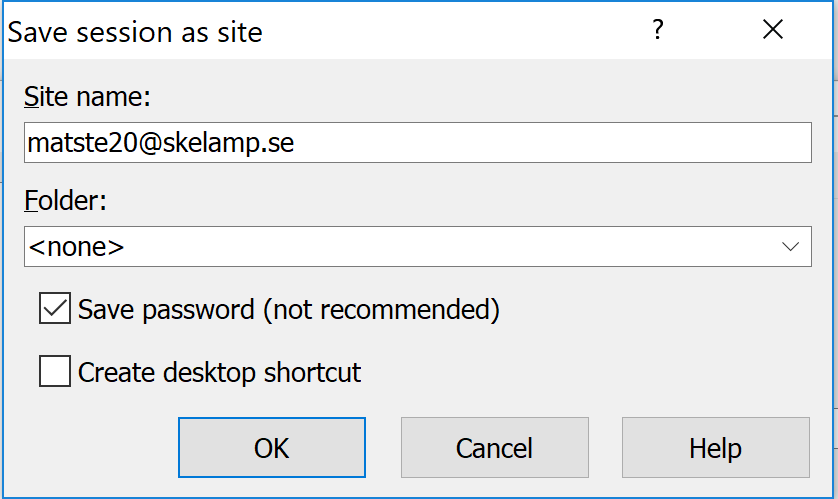 Save session as site
?
Site name:
matste20@skelamp.se
Folder:
<none>
Save password (not recommended)
Create desktop shortcut
OK Cancel Help